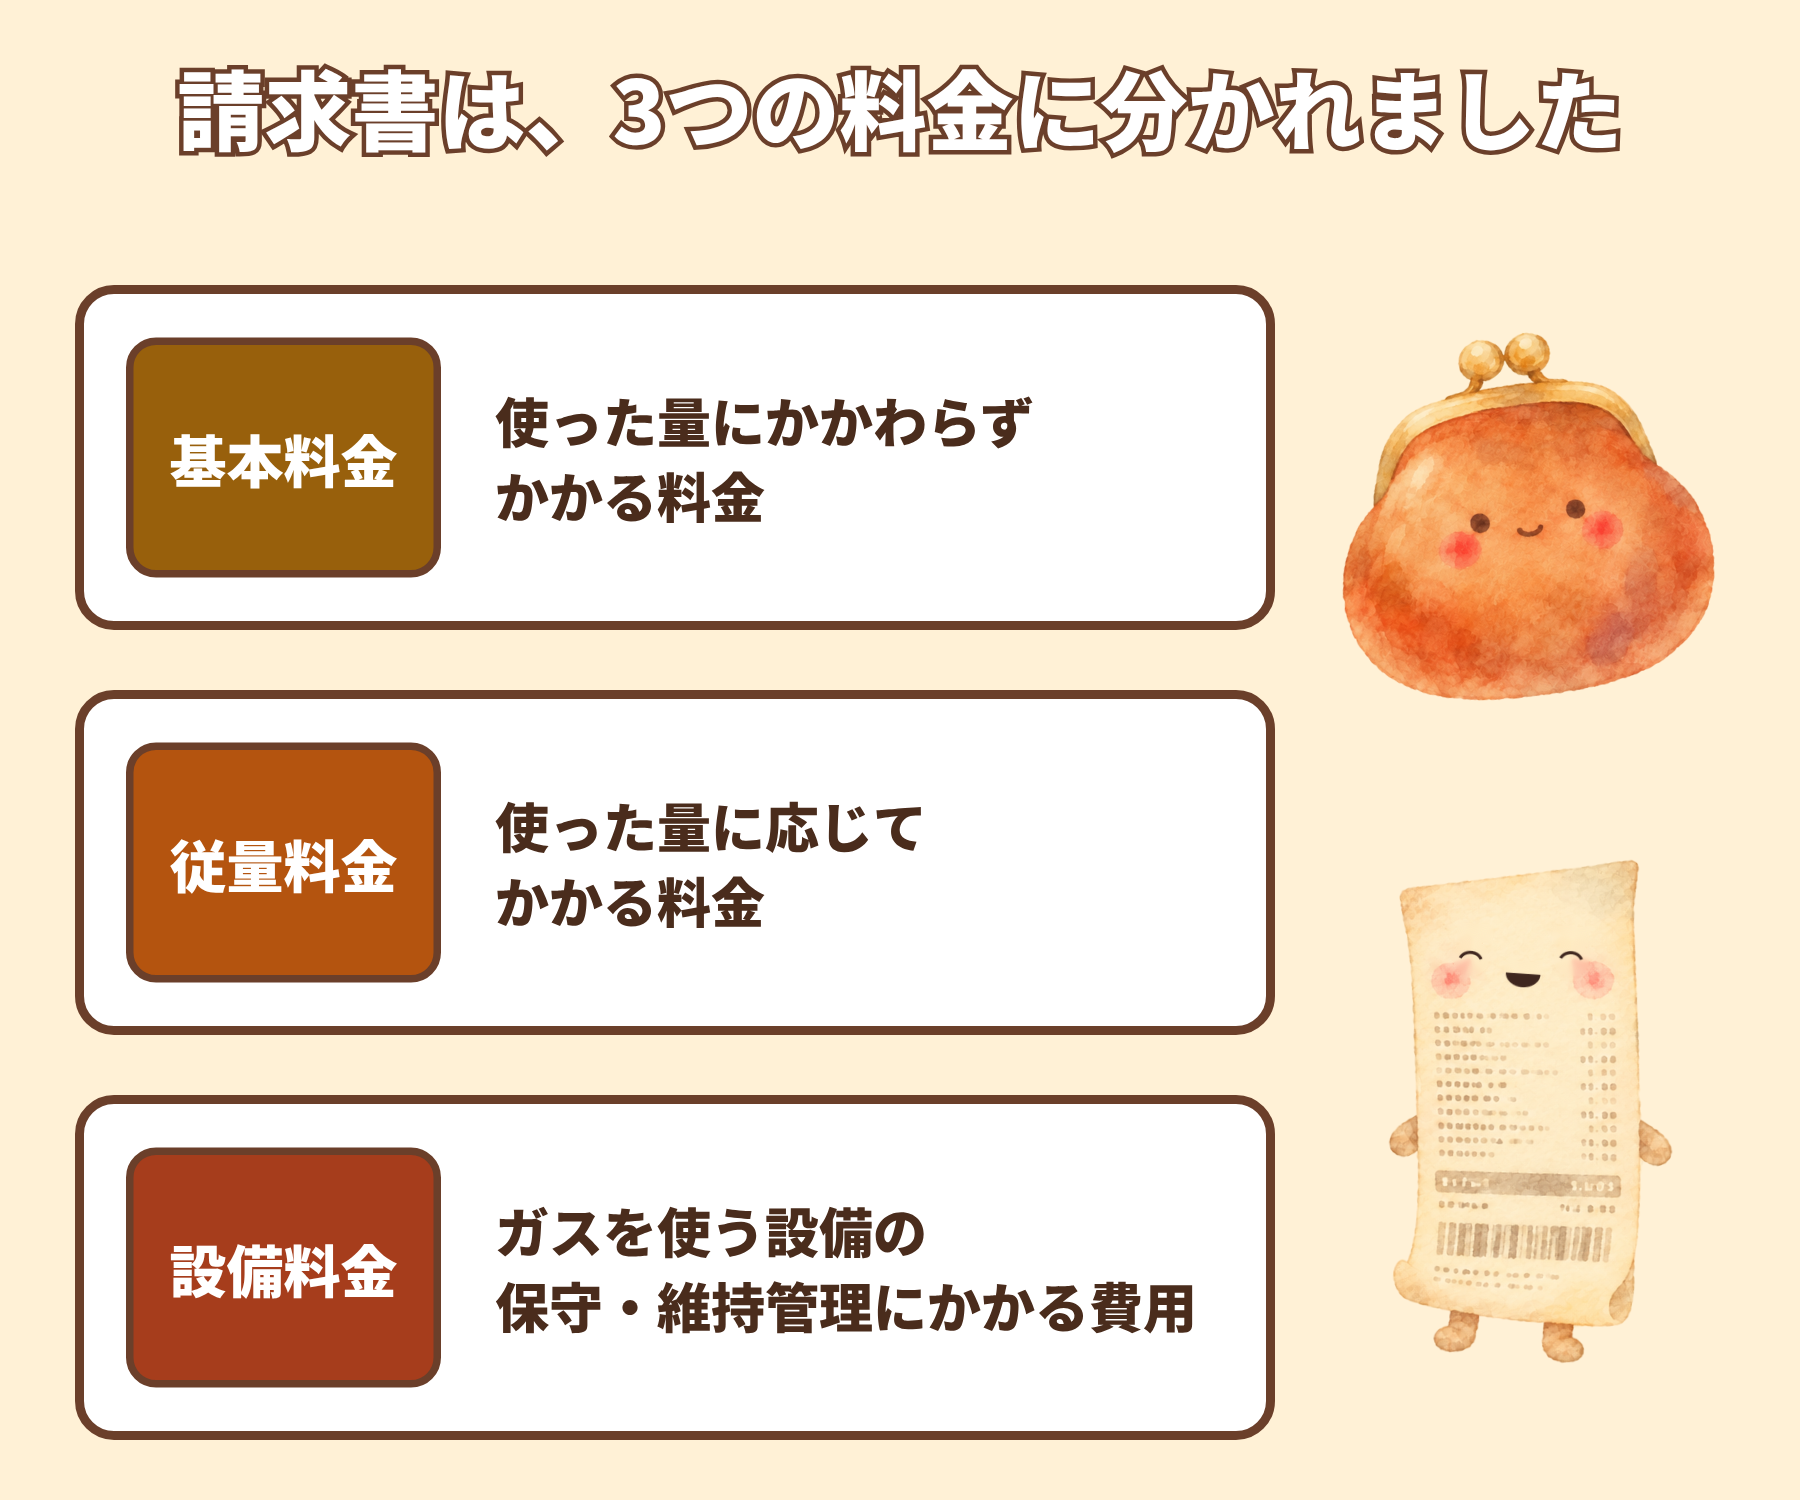 請求書は、3つの料金に分かれました
基本料金
使った量にかかわらず
かかる料金
従量料金
使った量に応じて
かかる料金
設備料金
ガスを使う設備の
保守・維持管理にかかる費用